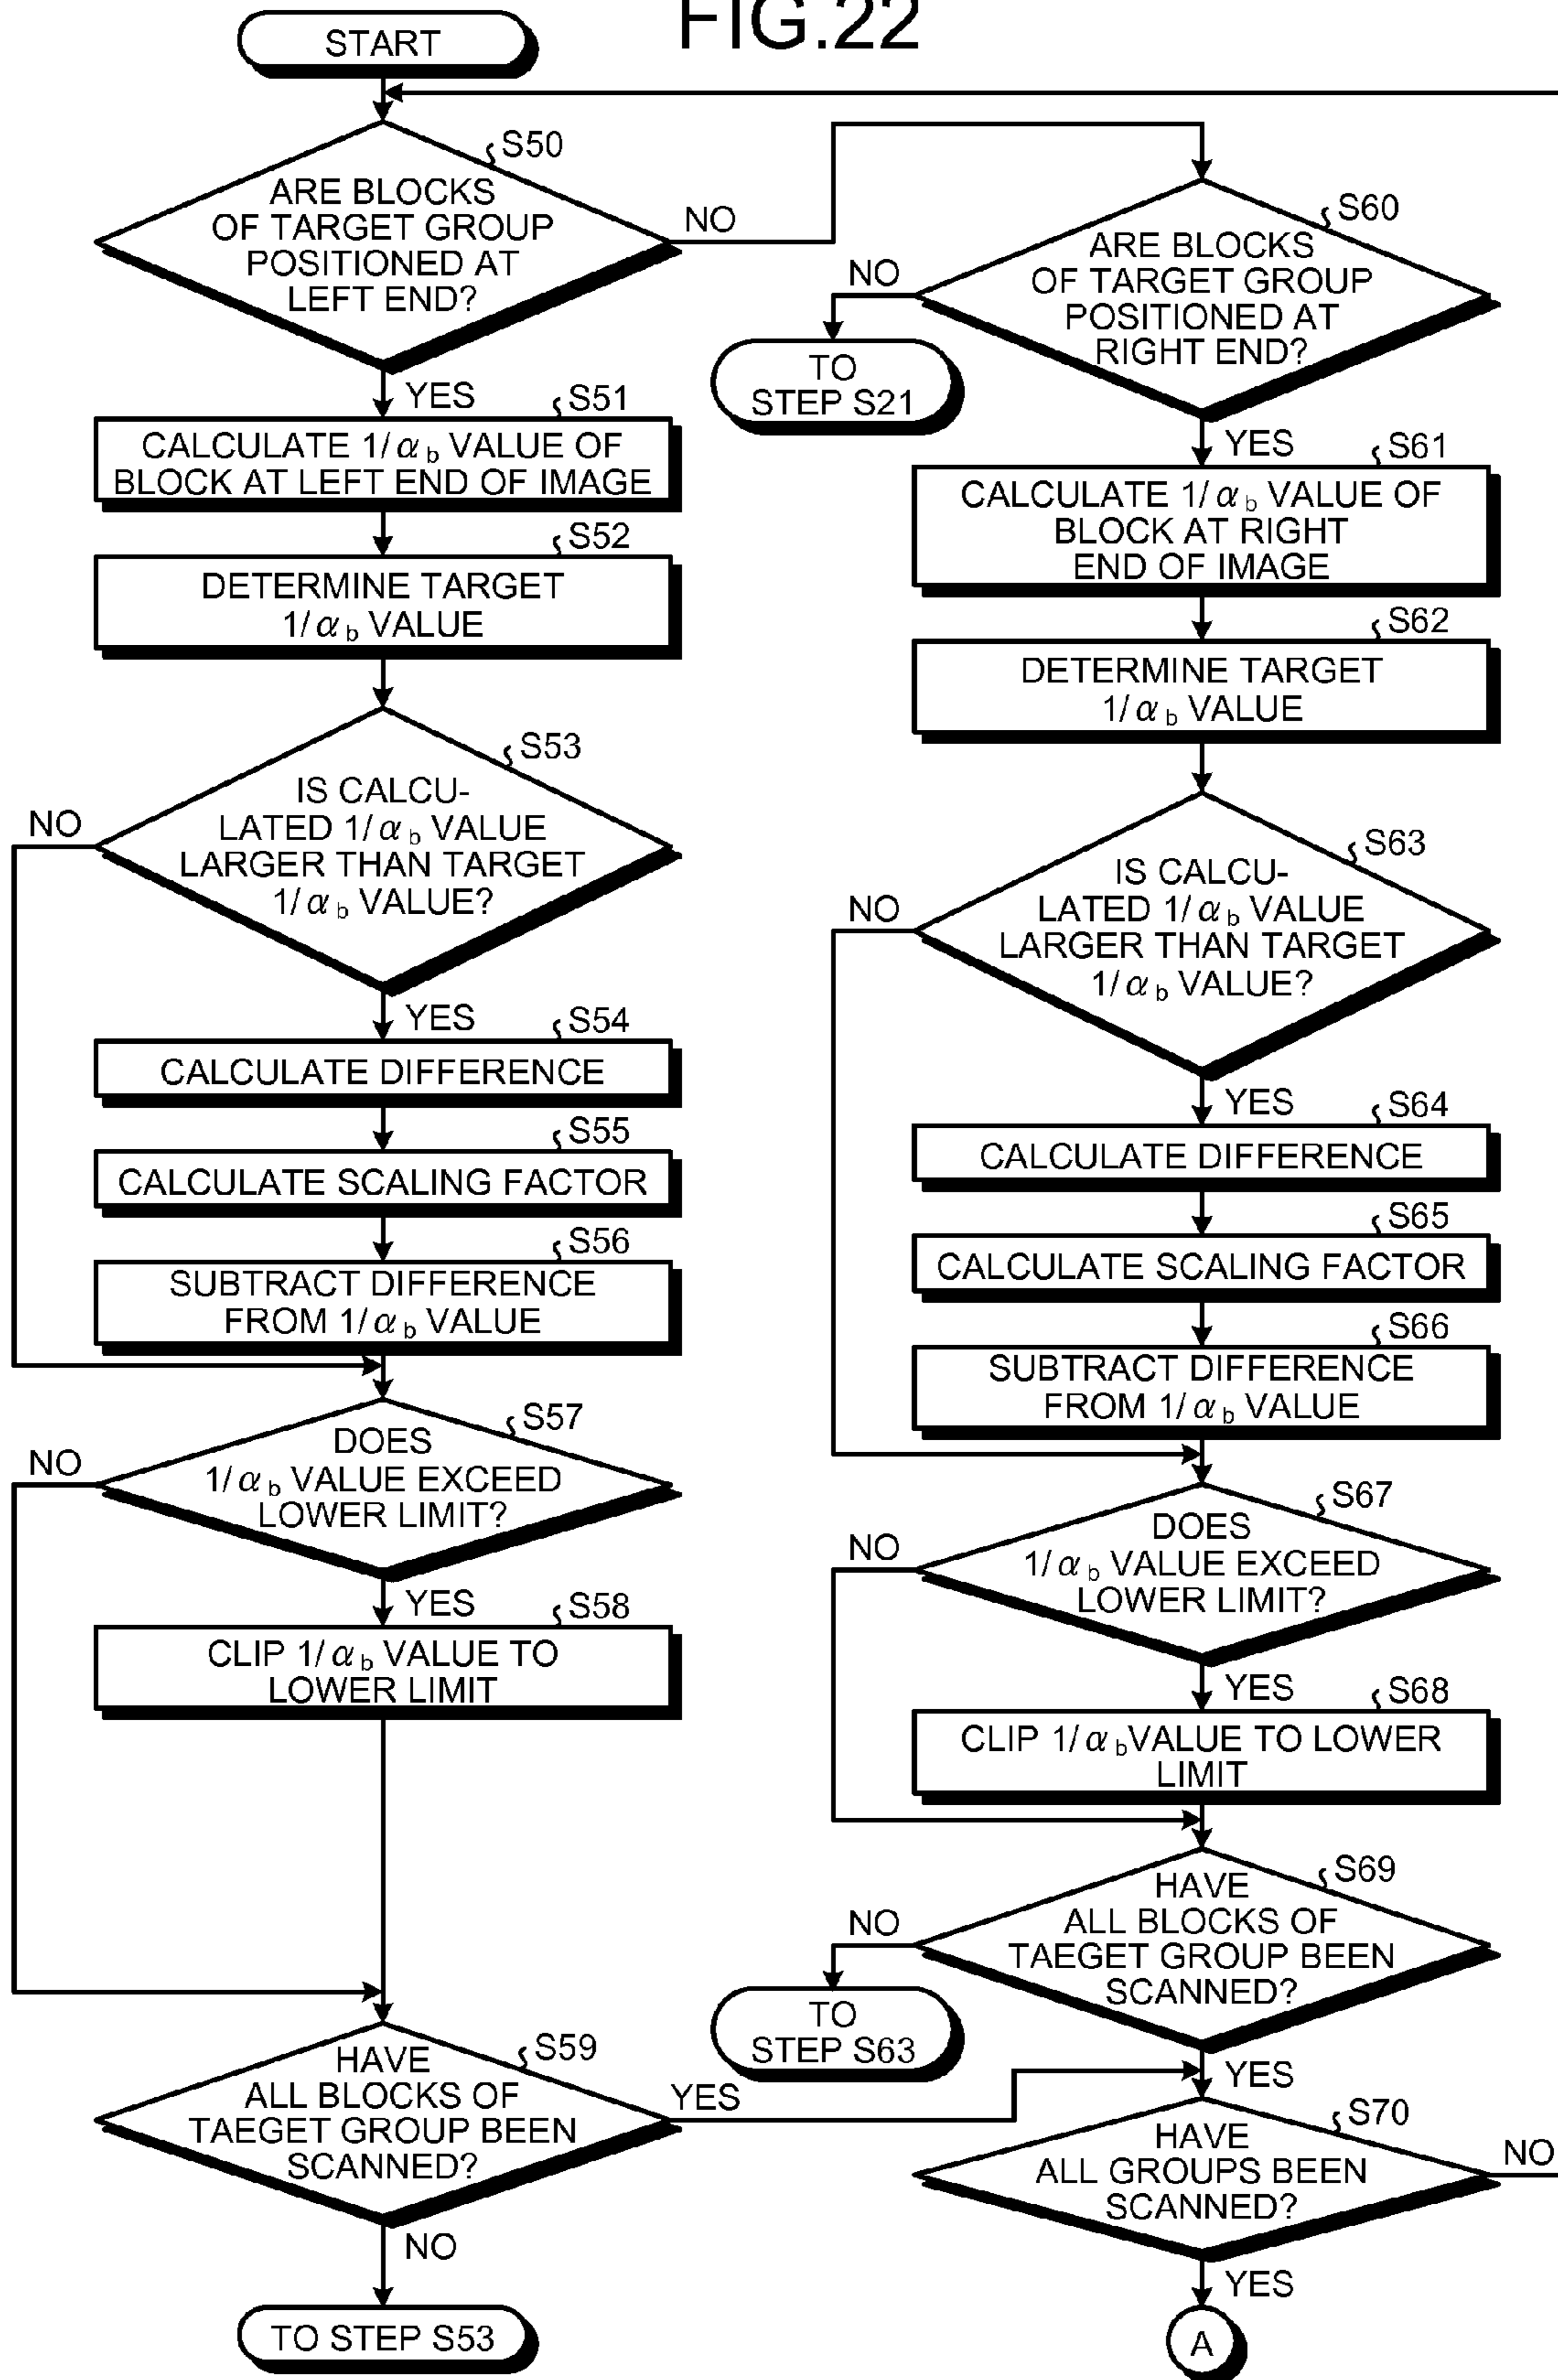 FIG.22
START
S50
ARE BLOCKS
OF TARGET GROUP
POSITIONED AT
LEFT END?
NO
YES
S51
CALCULATE 1/αb VALUE OF
BLOCK AT LEFT END OF IMAGE
S52
DETERMINE TARGET
1/αb VALUE
S53
IS CALCU-
LATED 1/αb VALUE
LARGER THAN TARGET
1/αb VALUE?
NO
YES
S54
CALCULATE DIFFERENCE
S55
CALCULATE SCALING FACTOR
S56
SUBTRACT DIFFERENCE
FROM 1/αb VALUE
S57
DOES
1/αb VALUE EXCEED
LOWER LIMIT?
NO
YES
S58
CLIP 1/αb VALUE TO
LOWER LIMIT
S59
HAVE
ALL BLOCKS OF
TAEGET GROUP BEEN
SCANNED?
YES
NO
TO STEP S53
S60
ARE BLOCKS
OF TARGET GROUP
POSITIONED AT
RIGHT END?
NO
TO
STEP S21
YES
S61
CALCULATE 1/αb VALUE OF
BLOCK AT RIGHT
END OF IMAGE
S62
DETERMINE TARGET
1/αb VALUE
S63
IS CALCU-
LATED 1/αb VALUE
LARGER THAN TARGET
1/αb VALUE?
NO
YES
S64
CALCULATE DIFFERENCE
S65
CALCULATE SCALING FACTOR
S66
SUBTRACT DIFFERENCE
FROM 1/αb VALUE
S67
DOES
1/αb VALUE EXCEED
LOWER LIMIT?
NO
YES
S68
CLIP 1/αb VALUE TO LOWER
LIMIT
S69
HAVE
ALL BLOCKS OF
TAEGET GROUP BEEN
SCANNED?
NO
TO
STEP S63
YES
S70
HAVE
ALL GROUPS BEEN
SCANNED?
NO
YES
A